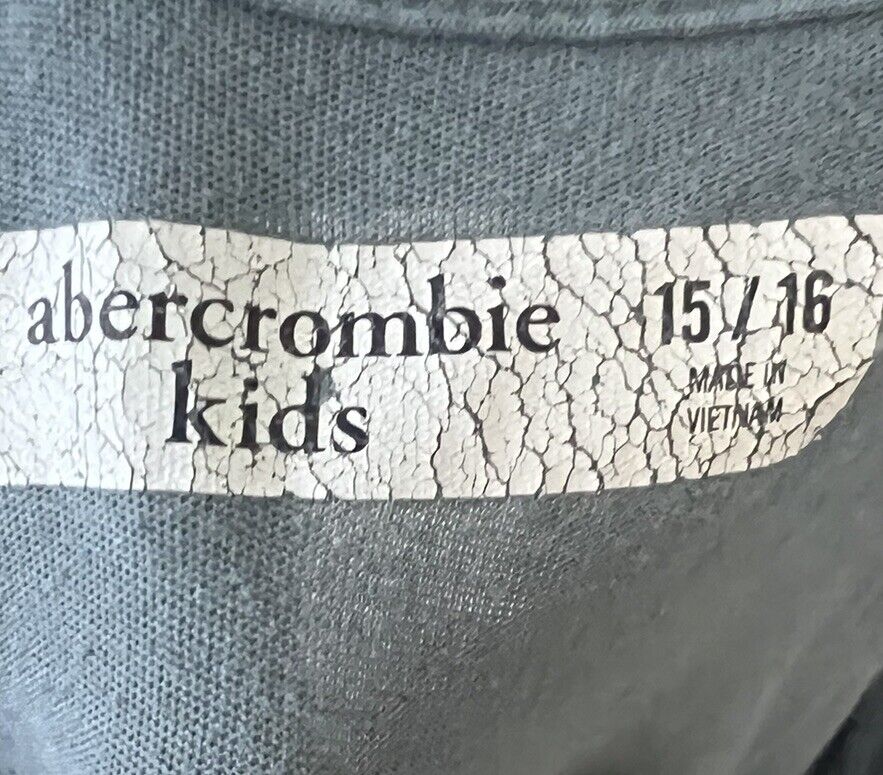 abercrombie
kids
15/16
MADE IN
VIETNAM